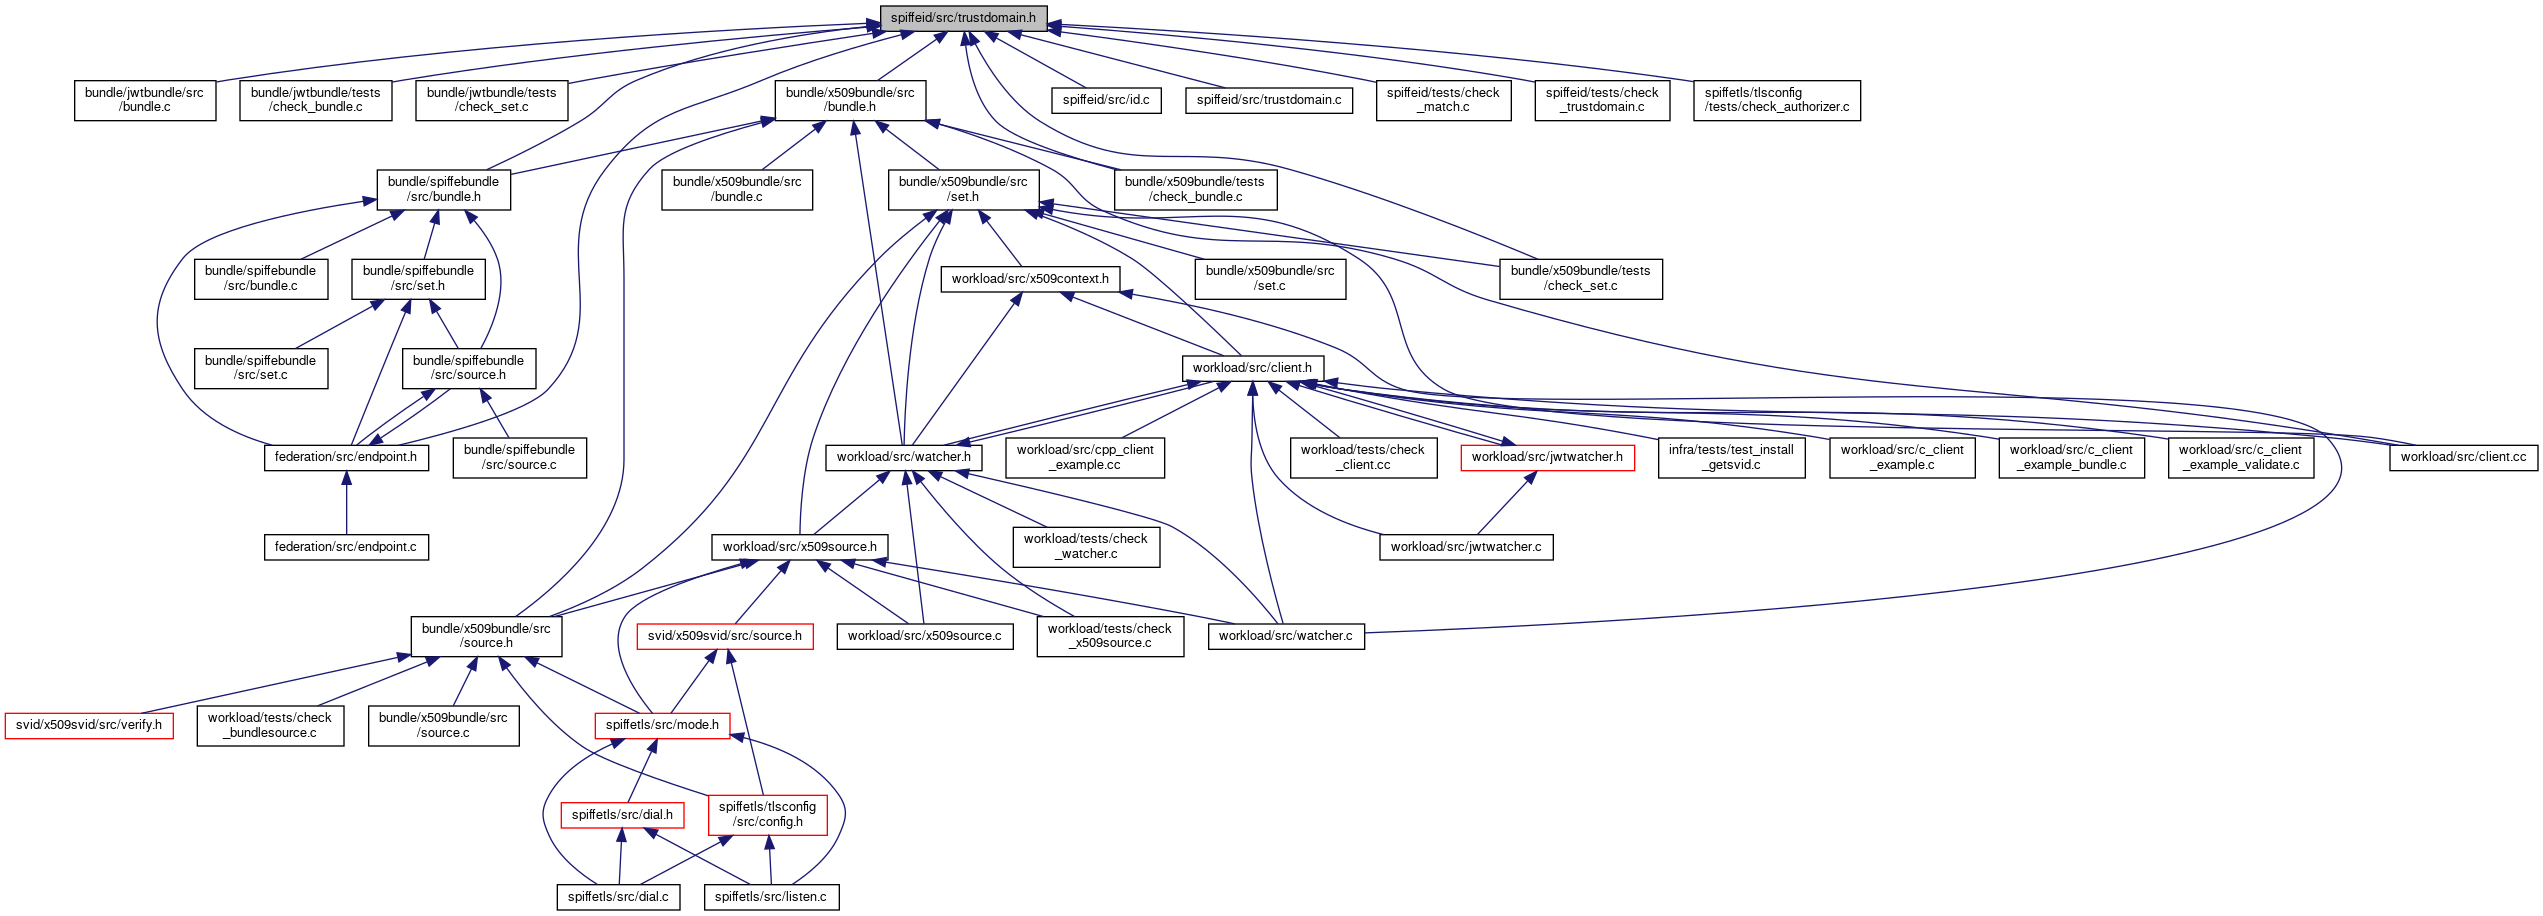 spiffeid/src/trustdomain.h
bundle/jwtbundle/src
/bundle.c
bundle/jwtbundle/tests
/check_bundle.c
bundle/jwtbundle/tests
/check_set.c
bundle/x509bundle/src
/bundle.h
spiffeid/src/id.c
spiffeid/src/trustdomain.c
spiffeid/tests/check
_match.c
spiffeid/tests/check
_trustdomain.c
spiffetls/tlsconfig
/tests/check_authorizer.c
bundle/spiffebundle
/src/bundle.h
bundle/x509bundle/src
/bundle.c
bundle/x509bundle/src
/set.h
bundle/x509bundle/tests
/check_bundle.c
bundle/spiffebundle
/src/bundle.c
bundle/spiffebundle
/src/set.h
workload/src/x509context.h
bundle/x509bundle/src
/set.c
bundle/x509bundle/tests
/check_set.c
bundle/spiffebundle
/src/set.c
bundle/spiffebundle
/src/source.h
workload/src/client.h
federation/src/endpoint.h
bundle/spiffebundle
/src/source.c
workload/src/watcher.h
workload/src/cpp_client
_example.cc
workload/tests/check
_client.cc
workload/src/jwtwatcher.h
infra/tests/test_install
_getsvid.c
workload/src/c_client
_example.c
workload/src/c_client
_example_bundle.c
workload/src/c_client
_example_validate.c
workload/src/client.cc
federation/src/endpoint.c
workload/src/x509source.h
workload/tests/check
_watcher.c
workload/src/jwtwatcher.c
bundle/x509bundle/src
/source.h
svid/x509svid/src/source.h
workload/src/x509source.c
workload/tests/check
_x509source.c
workload/src/watcher.c
svid/x509svid/src/verify.h
workload/tests/check
_bundlesource.c
bundle/x509bundle/src
/source.c
spiffetls/src/mode.h
spiffetls/src/dial.h
spiffetls/tlsconfig
/src/config.h
spiffetls/src/dial.c
spiffetls/src/listen.c